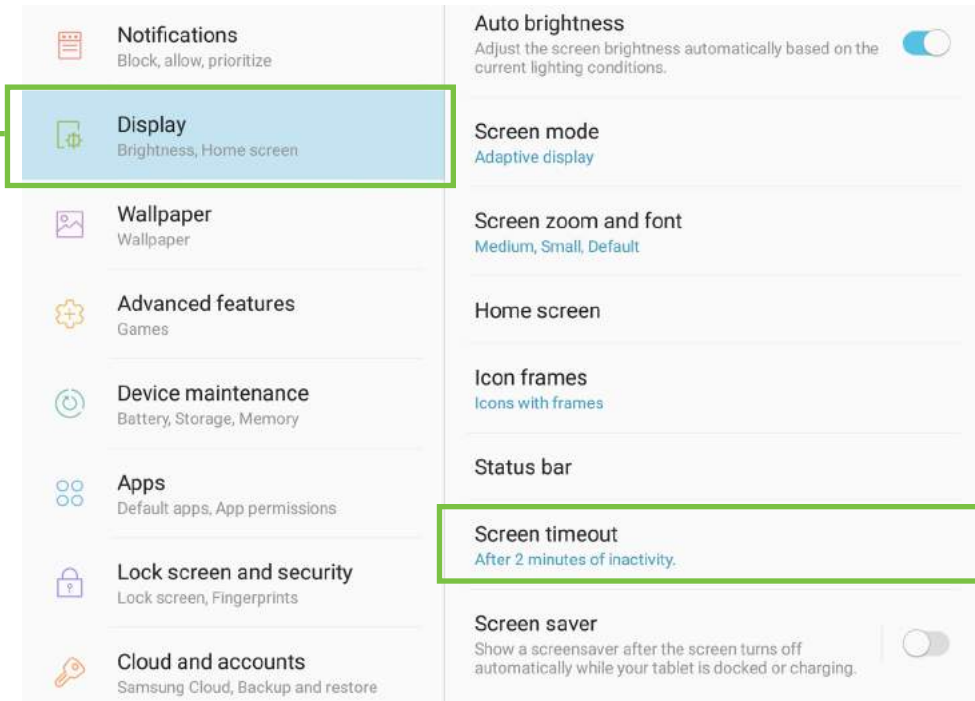 Notifications
Block, allow, prioritize
Display
Brightness, Home screen
Wallpaper
Wallpaper
Advanced features
Games
Device maintenance
Battery, Storage, Memory
Apps
Default apps, App permissions
Lock screen and security
Lock screen, Fingerprints
Cloud and accounts
Samsung Cloud, Backup and restore
Auto brightness
Adjust the screen brightness automatically based on the
current lighting conditions.
Screen mode
Adaptive display
Screen zoom and font
Medium, Small, Default
Home screen
Icon frames
Icons with frames
Status bar
Screen timeout
After 2 minutes of inactivity.
Screen saver
Show a screensaver after the screen turns off
automatically while your tablet is docked or charging.